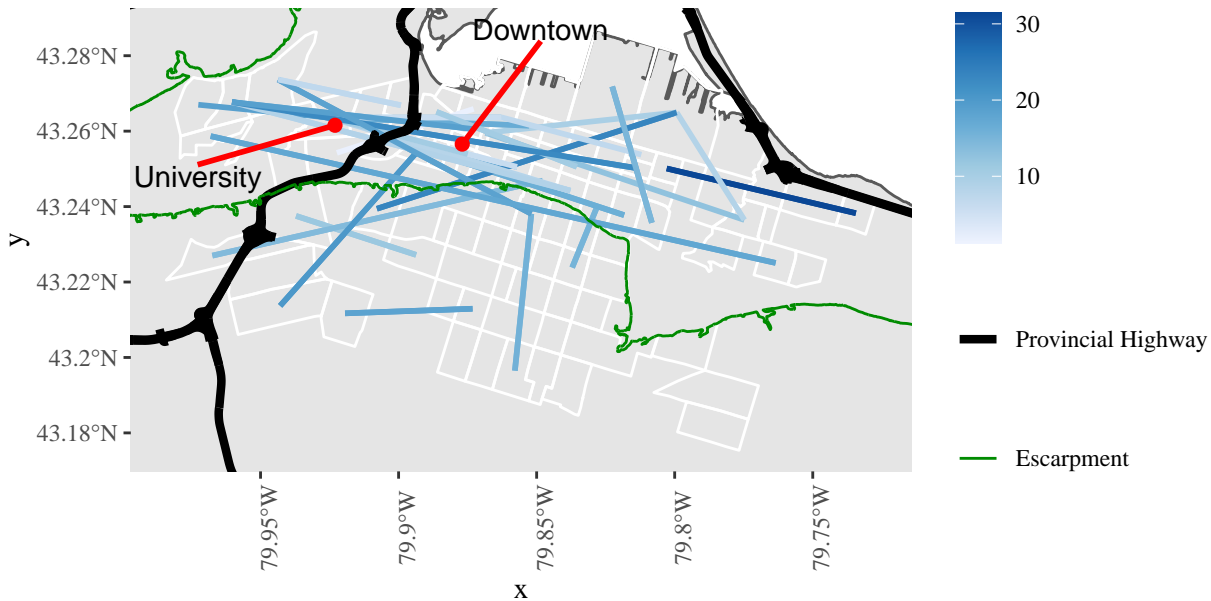 Downtown
University
43.28°N
43.26°N
43.24°N
43.22°N
43.2°N
43.18°N
y
79.95°W
79.9°W
79.85°W
79.8°W
79.75°W
x
30
20
10
Provincial Highway
Escarpment